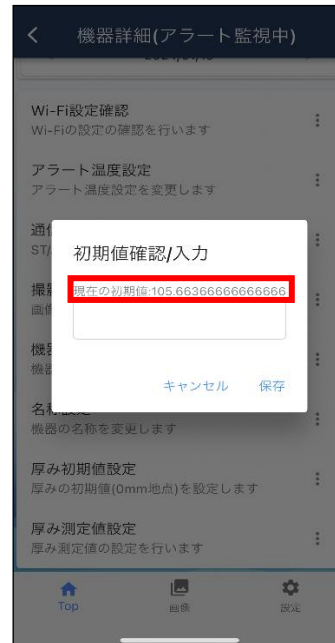 機器詳細(アラート監視中)
Wi-Fi設定確認
Wi-Fiの設定の確認を行います
アラート温度設定
アラート温度設定を変更します
通信
ST/
初期値確認/入力
撮影
現在の初期値:105.66366666666666
画像
機器
機器
キャンセル 保存
機器の名称を変更します
厚み初期値設定
厚みの初期値(0mm地点)を設定します
厚み測定値設定
厚み測定値の設定を行います
Top 画像 設定